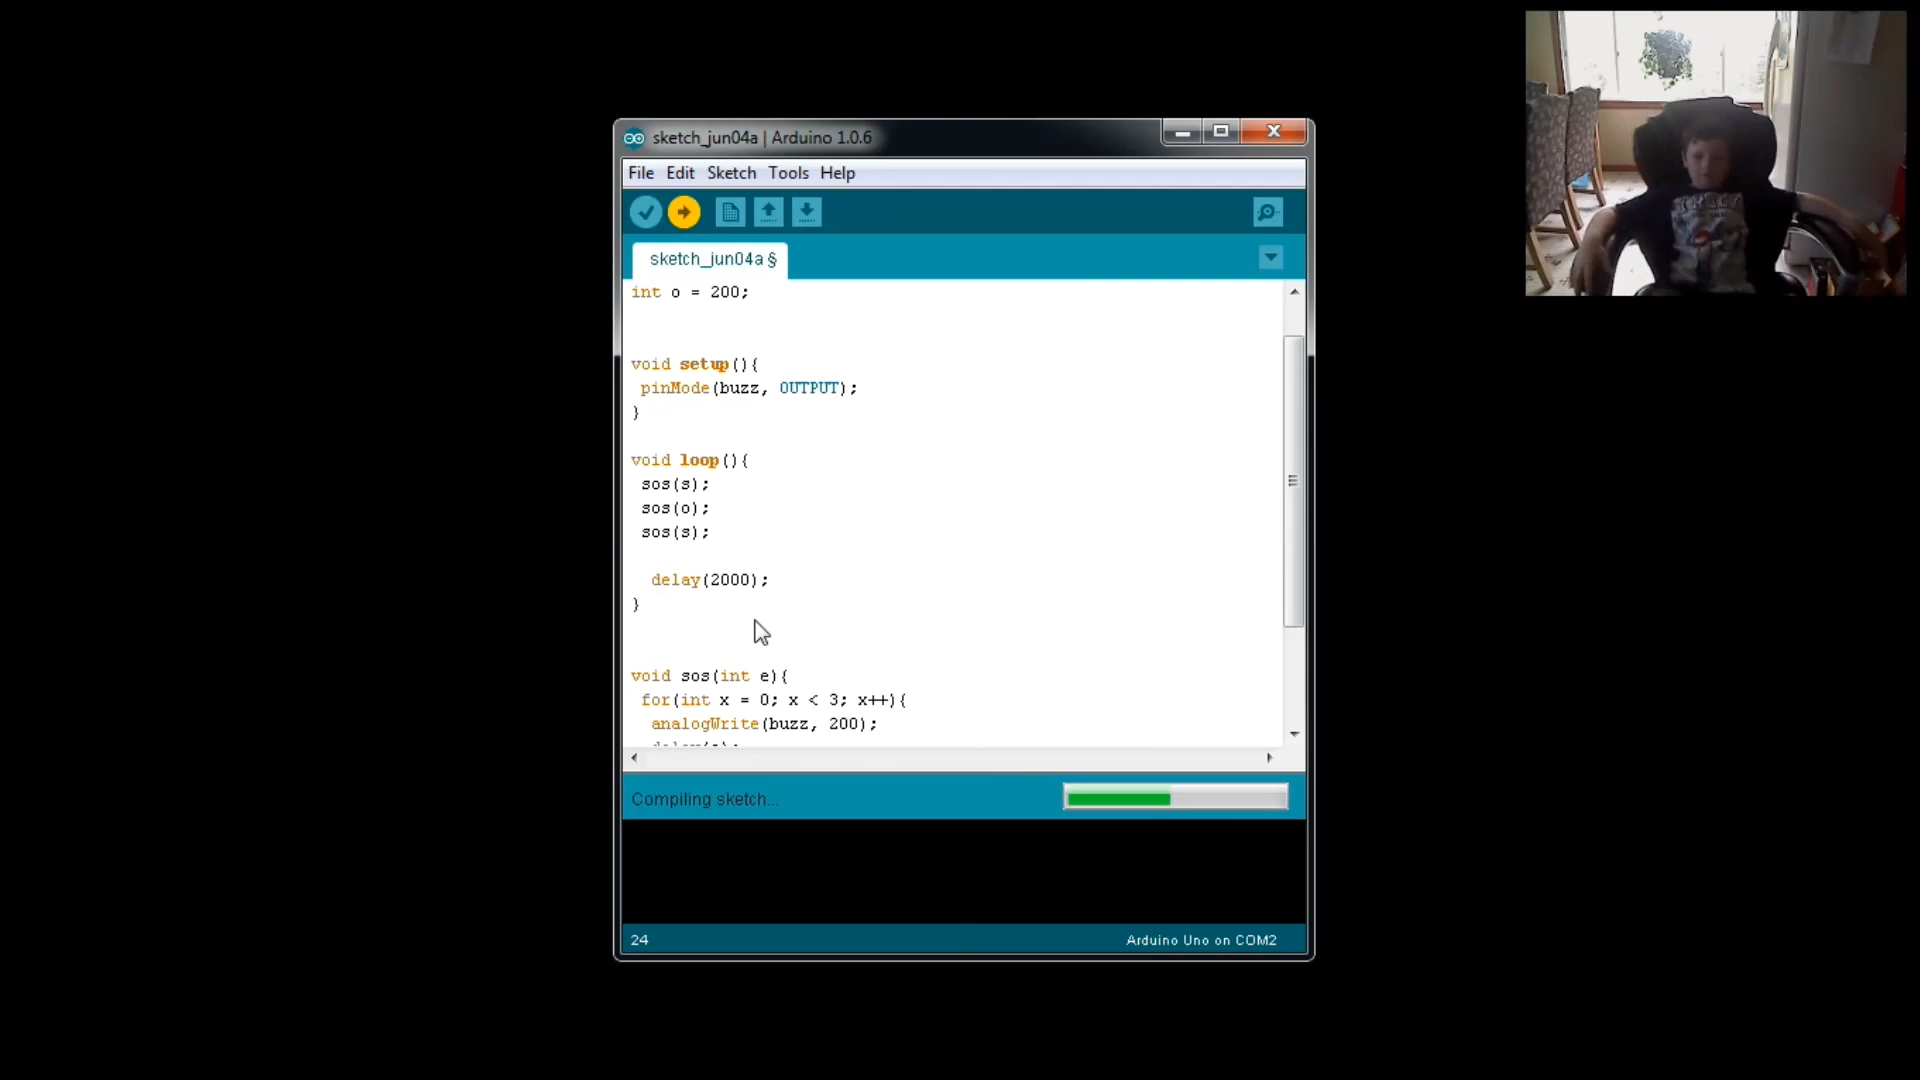 sketch_jun04a | Arduino 1.0.6
File Edit Sketch Tools Help
sketch_jun04a §
int o = 200;
void setup(){
pinMode(buzz, OUTPUT);
}
void loop(){
sos(s);
sos(o);
sos(s);
delay(2000);
}
void sos(int e){
for(int x = 0; x < 3; x++){
analogWrite(buzz, 200);
Compiling sketch...
24
Arduino Uno on COM2